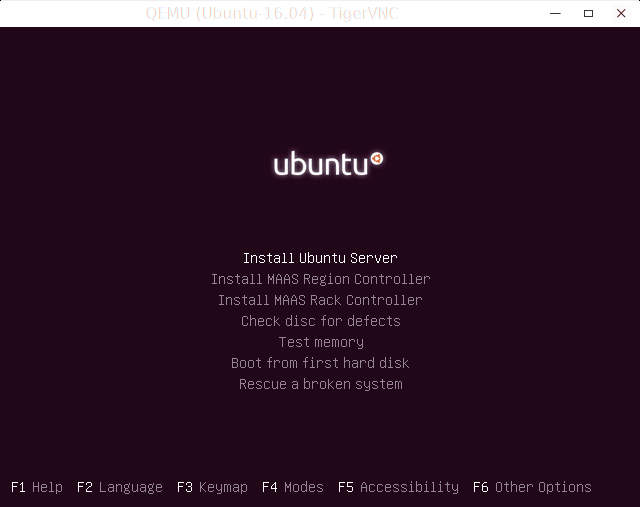 QEMU (Ubuntu-16.04) - TigerVNC
ubuntu
Install Ubuntu Server
Install MAAS Region Controller
Install MAAS Rack Controller
Check disc for defects
Test memory
Boot from first hard disk
Rescue a broken system
F1 Help F2 Language F3 Keymap F4 Modes F5 Accessibility F6 Other Options